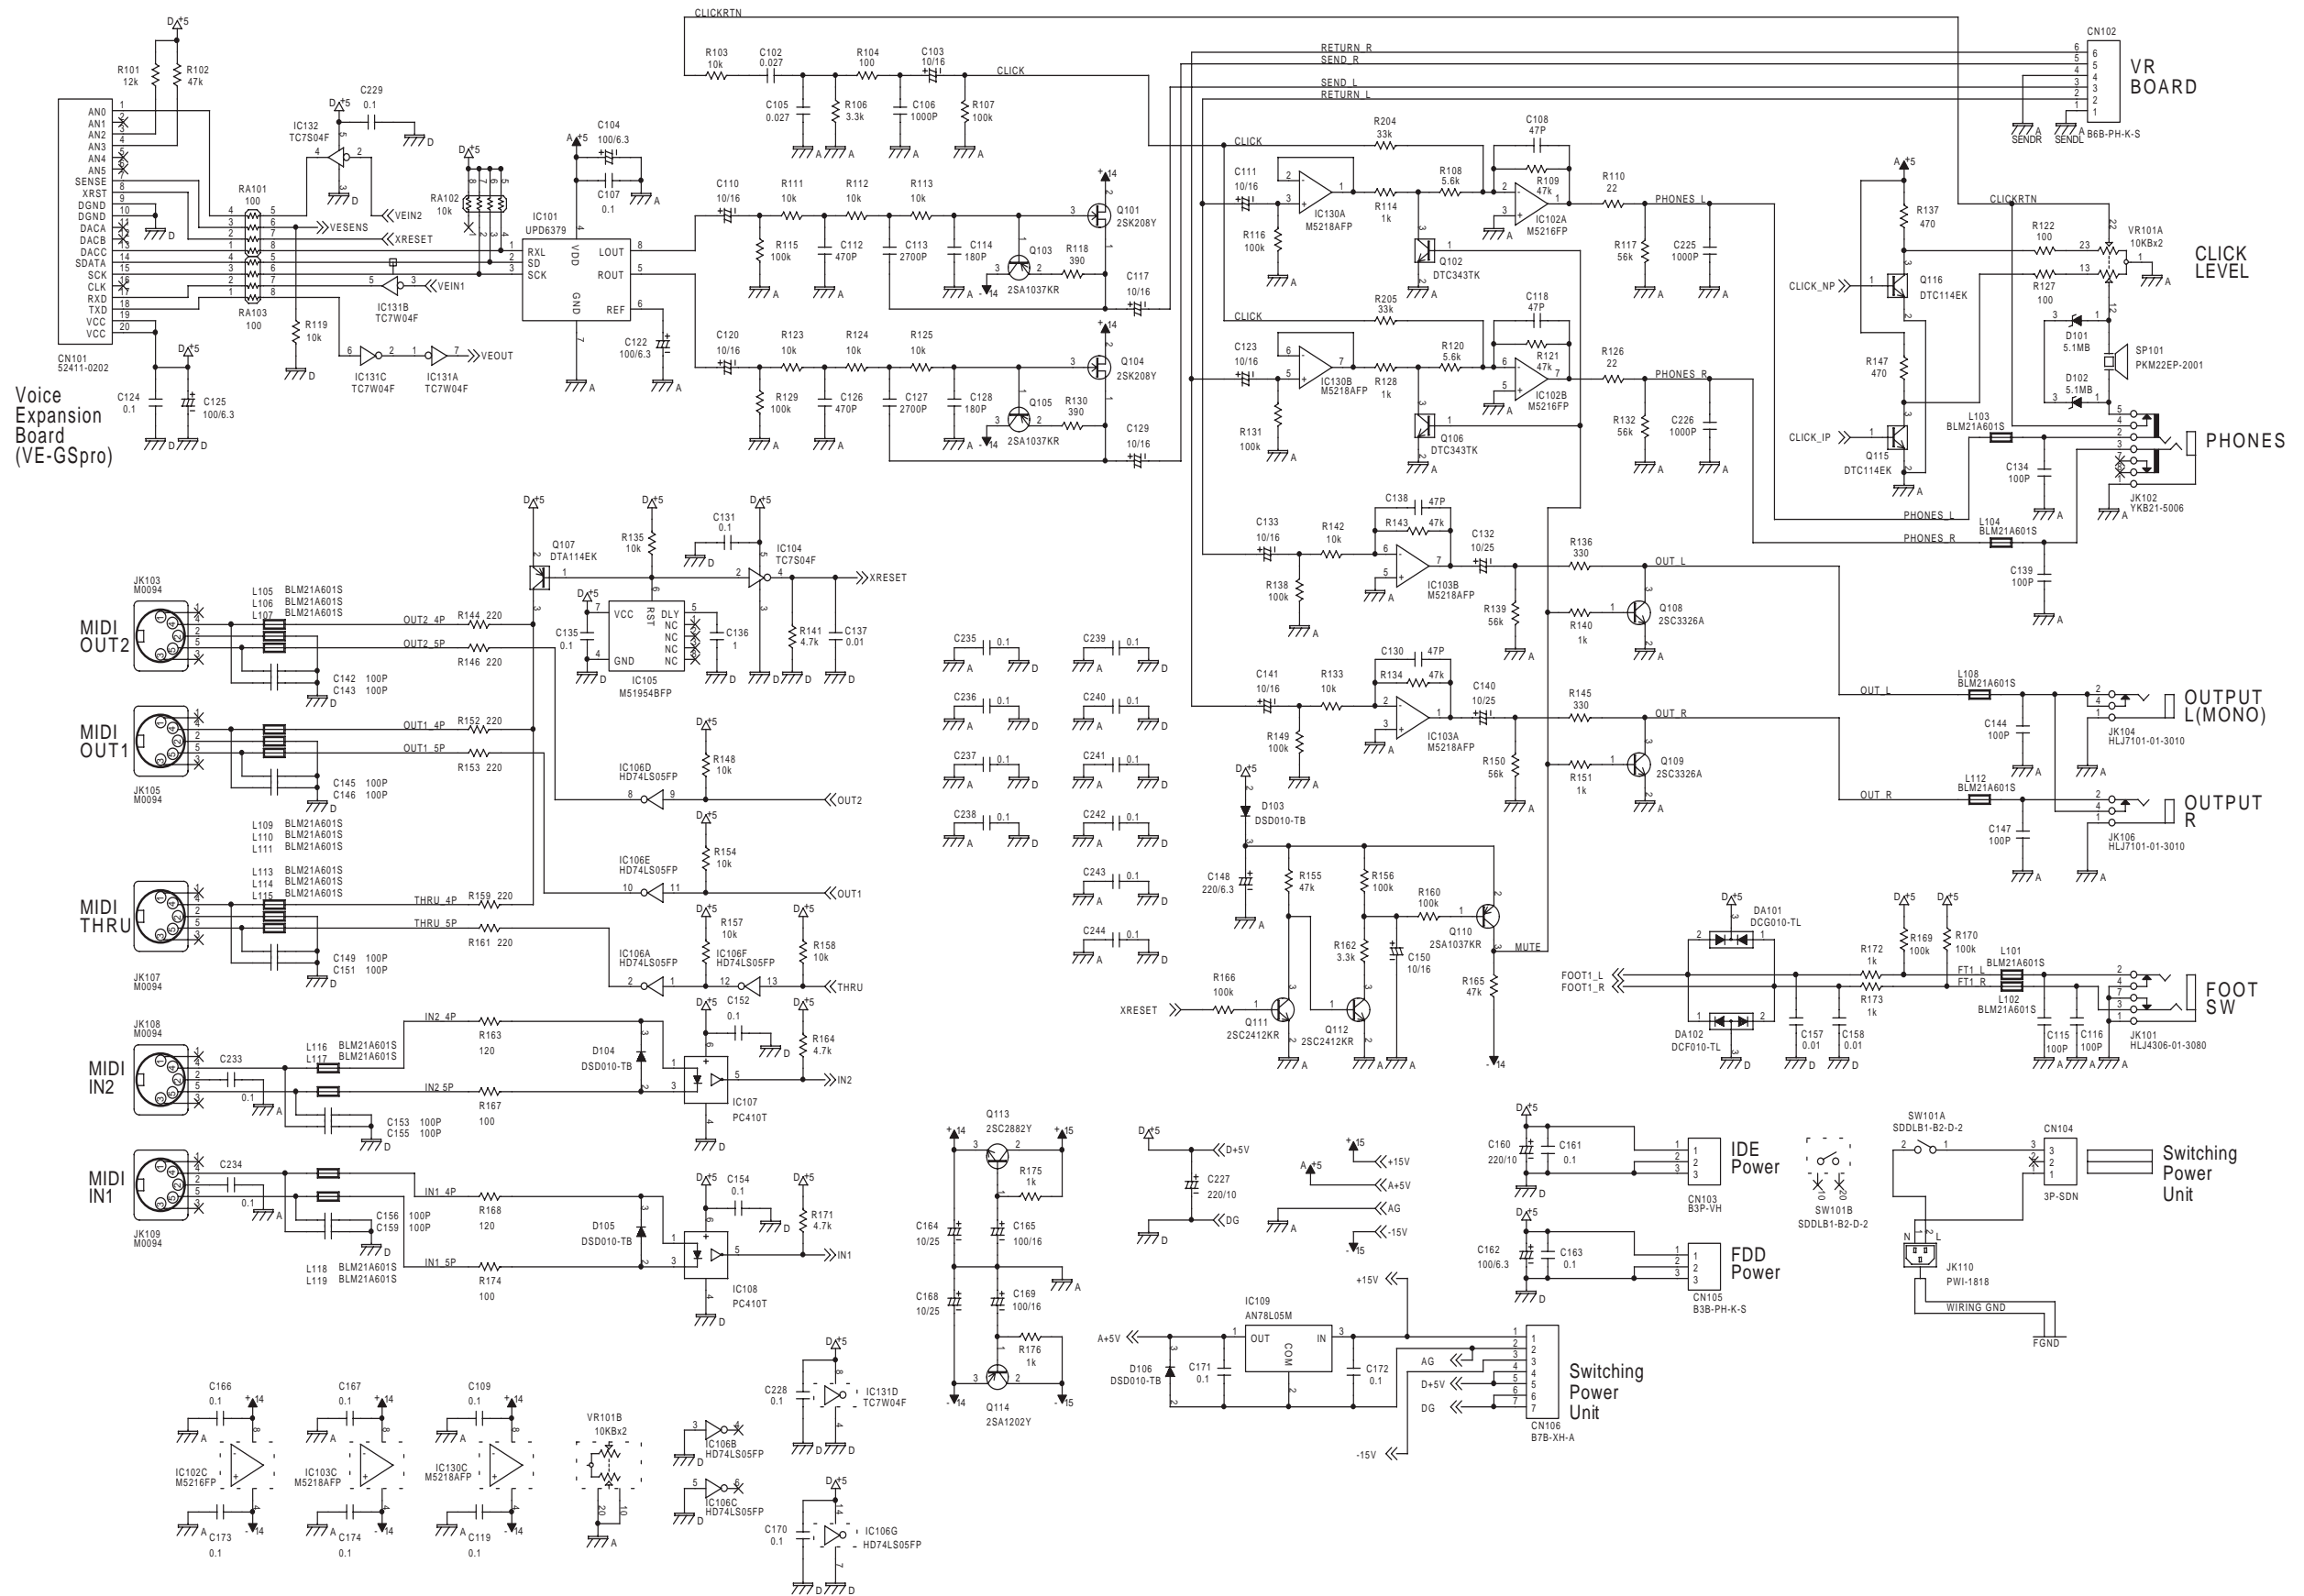 CLICKRTN
D +5
R101
12k
R102
47k
C229
0.1
IC132
TC7S04F
AN0
AN1
AN2
AN3
AN4
AN5
SENSE
XRST
DGND
DGND
DACA
DACB
DACC
SDATA
SCK
CLK
RXD
TXD
VCC
VCC
CN101
52411-0202
Voice
Expansion
Board
(VE-GSpro)
RA101
100
RA102
10k
RA103
100
VEIN2
VESENS
XRESET
VEIN1
IC131B
TC7W04F
R119
10k
IC131C
TC7W04F
IC131A
TC7W04F
VEOUT
C124
0.1
C125
100/6.3
C104
100/6.3
C107
0.1
IC101
UPD6379
RXL
SD
SCK
VDD
GND
LOUT
ROUT
REF
C122
100/6.3
R103
10k
C102
0.027
R104
100
C103
10/16
CLICK
C105
0.027
R106
3.3k
C106
1000P
R107
100k
C110
10/16
R111
10k
R112
10k
R113
10k
R115
100k
C112
470P
C113
2700P
C114
180P
Q101
2SK208Y
Q103
2SA1037KR
R118
390
C117
10/16
C120
10/16
R123
10k
R124
10k
R125
10k
R129
100k
C126
470P
C127
2700P
C128
180P
Q104
2SK208Y
Q105
2SA1037KR
R130
390
C129
10/16
RETURN_R
SEND_R
SEND_L
RETURN_L
CN102
B6B-PH-K-S
VR
BOARD
SENDR
SENDL
CLICK
R204
33k
C108
47P
C111
10/16
R108
5.6k
R109
47k
R110
22
PHONES_L
IC130A
M5218AFP
R114
1k
IC102A
M5216FP
R116
100k
Q102
DTC343TK
R117
56k
C225
1000P
R205
33k
CLICK
C118
47P
C123
10/16
R120
5.6k
R121
47k
R126
22
PHONES_R
IC130B
M5218AFP
R128
1k
IC102B
M5216FP
R131
100k
Q106
DTC343TK
R132
56k
C226
1000P
A +5
R137
470
CLICKRTN
R122
100
VR101A
10KBx2
CLICK
LEVEL
CLICK_NP
Q116
DTC114EK
R127
100
D101
5.1MB
SP101
PKM22EP-2001
D102
5.1MB
R147
470
CLICK_IP
Q115
DTC114EK
L103
BLM21A601S
PHONES
C134
100P
JK102
YKB21-5006
PHONES_L
L104
BLM21A601S
PHONES_R
C139
100P
Q107
DTA114EK
R135
10k
C131
0.1
IC104
TC7S04F
XRESET
VCC
RST
DLY
NC
NC
NC
NC
GND
C135
0.1
C136
1
R141
4.7k
C137
0.01
IC105
M51954BFP
JK103
M0094
MIDI
OUT2
L105 BLM21A601S
L106 BLM21A601S
L107 BLM21A601S
OUT2_4P
R144 220
OUT2_5P
R146 220
C142 100P
C143 100P
MIDI
OUT1
JK105
M0094
OUT1_4P
R152 220
OUT1_5P
R153 220
C145 100P
C146 100P
L109 BLM21A601S
L110 BLM21A601S
L111 BLM21A601S
IC106D
HD74LS05FP
R148
10k
OUT2
R154
10k
IC106E
HD74LS05FP
OUT1
L113 BLM21A601S
L114 BLM21A601S
L115 BLM21A601S
MIDI
THRU
JK107
M0094
THRU_4P
R159 220
THRU_5P
R161 220
C149 100P
C151 100P
R157
10k
R158
10k
IC106A
HD74LS05FP
IC106F
HD74LS05FP
THRU
JK108
M0094
MIDI
IN2
C233
0.1
L116 BLM21A601S
L117 BLM21A601S
IN2_4P
R163
120
IN2_5P
R167
100
C153 100P
C155 100P
D104
DSD010-TB
C152
0.1
R164
4.7k
IN2
IC107
PC410T
MIDI
IN1
JK109
M0094
C234
0.1
IN1_4P
R168
120
IN1_5P
R174
100
C156 100P
C159 100P
L118 BLM21A601S
L119 BLM21A601S
D105
DSD010-TB
C154
0.1
R171
4.7k
IN1
IC108
PC410T
C235 0.1
C236 0.1
C237 0.1
C238 0.1
C239 0.1
C240 0.1
C241 0.1
C242 0.1
C243 0.1
C244 0.1
C133
10/16
R142
10k
C138 47P
R143 47k
R138
100k
IC103B
M5218AFP
C132
10/25
R136
330
OUT_L
R139
56k
R140
1k
Q108
2SC3326A
C141
10/16
R133
10k
C130 47P
R134 47k
R149
100k
IC103A
M5218AFP
C140
10/25
R145
330
OUT_R
R150
56k
R151
1k
Q109
2SC3326A
OUT_L
L108
BLM21A601S
C144
100P
JK104
HLJ7101-01-3010
OUTPUT
L(MONO)
OUT_R
L112
BLM21A601S
C147
100P
JK106
HLJ7101-01-3010
OUTPUT
R
D103
DSD010-TB
C148
220/6.3
R155
47k
R156
100k
R160
100k
Q110
2SA1037KR
MUTE
R162
3.3k
C150
10/16
R165
47k
XRESET
R166
100k
Q111
2SC2412KR
Q112
2SC2412KR
FOOT1_L
FOOT1_R
DA101
DCG010-TL
DA102
DCF010-TL
R169
100k
R170
100k
R172
1k
R173
1k
FT1_L
FT1_R
L101
BLM21A601S
L102
BLM21A601S
C157
0.01
C158
0.01
C115
100P
C116
100P
JK101
HLJ4306-01-3080
FOOT
SW
Q113
2SC2882Y
R175
1k
C164
10/25
C165
100/16
C168
10/25
C169
100/16
R176
1k
Q114
2SA1202Y
D+5V
C227
220/10
DG
+15V
A+5V
AG
-15V
C160
220/10
C161
0.1
CN103
B3P-VH
IDE
Power
C162
100/6.3
C163
0.1
CN105
B3B-PH-K-S
FDD
Power
SW101B
SDDLB1-B2-D-2
SW101A
SDDLB1-B2-D-2
CN104
3P-SDN
Switching
Power
Unit
N L
JK110
PWI-1818
WIRING GND
FGND
+15V
IC109
AN78L05M
A+5V
OUT
IN
COM
D106
DSD010-TB
C171
0.1
C172
0.1
AG
D+5V
DG
-15V
CN106
B7B-XH-A
Switching
Power
Unit
C166
0.1
IC102C
M5216FP
C173
0.1
C167
0.1
IC103C
M5218AFP
C174
0.1
C109
0.1
IC130C
M5218AFP
C119
0.1
VR101B
10KBx2
IC106B
HD74LS05FP
IC106C
HD74LS05FP
C228
0.1
IC131D
TC7W04F
C170
0.1
IC106G
HD74LS05FP